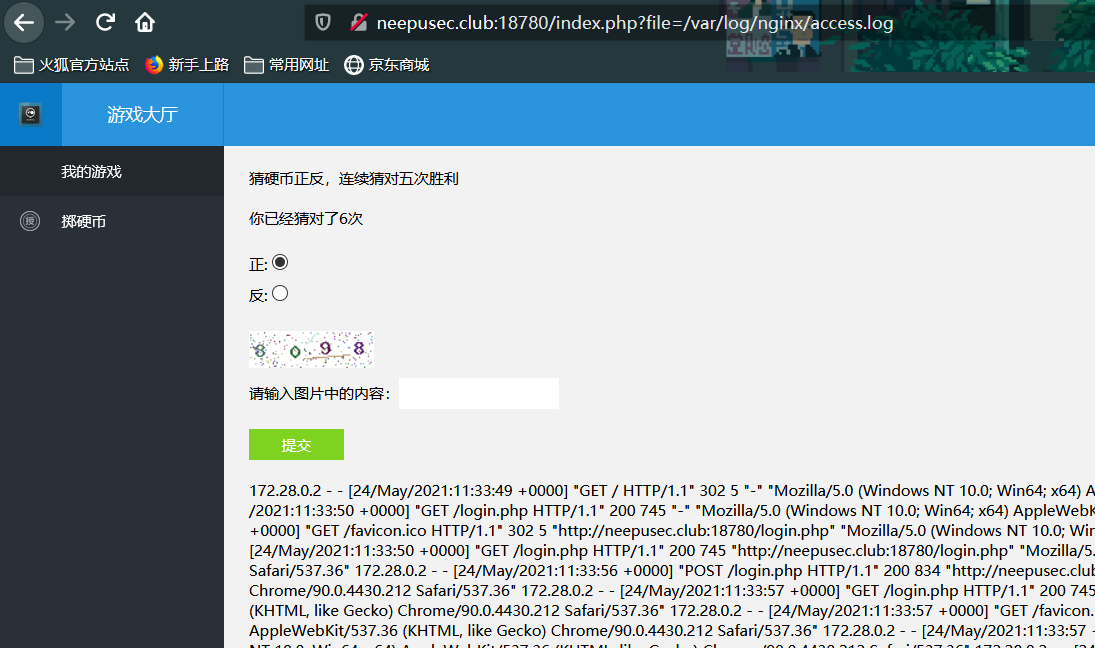 neepusec.club:18780/index.php?file=/var/log/nginx/access.log
火狐官方站点 新手上路 常用网址 京东商城
游戏大厅
我的游戏
掷硬币
猜硬币正反，连续猜对五次胜利
你已经猜对了6次
正:
反:
8 0 9 8
请输入图片中的内容：
提交
172.28.0.2 - - [24/May/2021:11:33:49 +0000] "GET / HTTP/1.1" 302 5 "-" "Mozilla/5.0 (Windows NT 10.0; Win64; x64) A
/2021:11:33:50 +0000] "GET /login.php HTTP/1.1" 200 745 "-" "Mozilla/5.0 (Windows NT 10.0; Win64; x64) AppleWebK
+0000] "GET /favicon.ico HTTP/1.1" 302 5 "http://neepusec.club:18780/login.php" "Mozilla/5.0 (Windows NT 10.0; Win
[24/May/2021:11:33:50 +0000] "GET /login.php HTTP/1.1" 200 745 "http://neepusec.club:18780/login.php" "Mozilla/5.
Safari/537.36" 172.28.0.2 - - [24/May/2021:11:33:56 +0000] "POST /login.php HTTP/1.1" 200 834 "http://neepusec.clu
Chrome/90.0.4430.212 Safari/537.36" 172.28.0.2 - - [24/May/2021:11:33:57 +0000] "GET /login.php HTTP/1.1" 200 745
(KHTML, like Gecko) Chrome/90.0.4430.212 Safari/537.36" 172.28.0.2 - - [24/May/2021:11:33:57 +0000] "GET /favicon.
AppleWebKit/537.36 (KHTML, like Gecko) Chrome/90.0.4430.212 Safari/537.36" 172.28.0.2 - - [24/May/2021:11:33:57 -